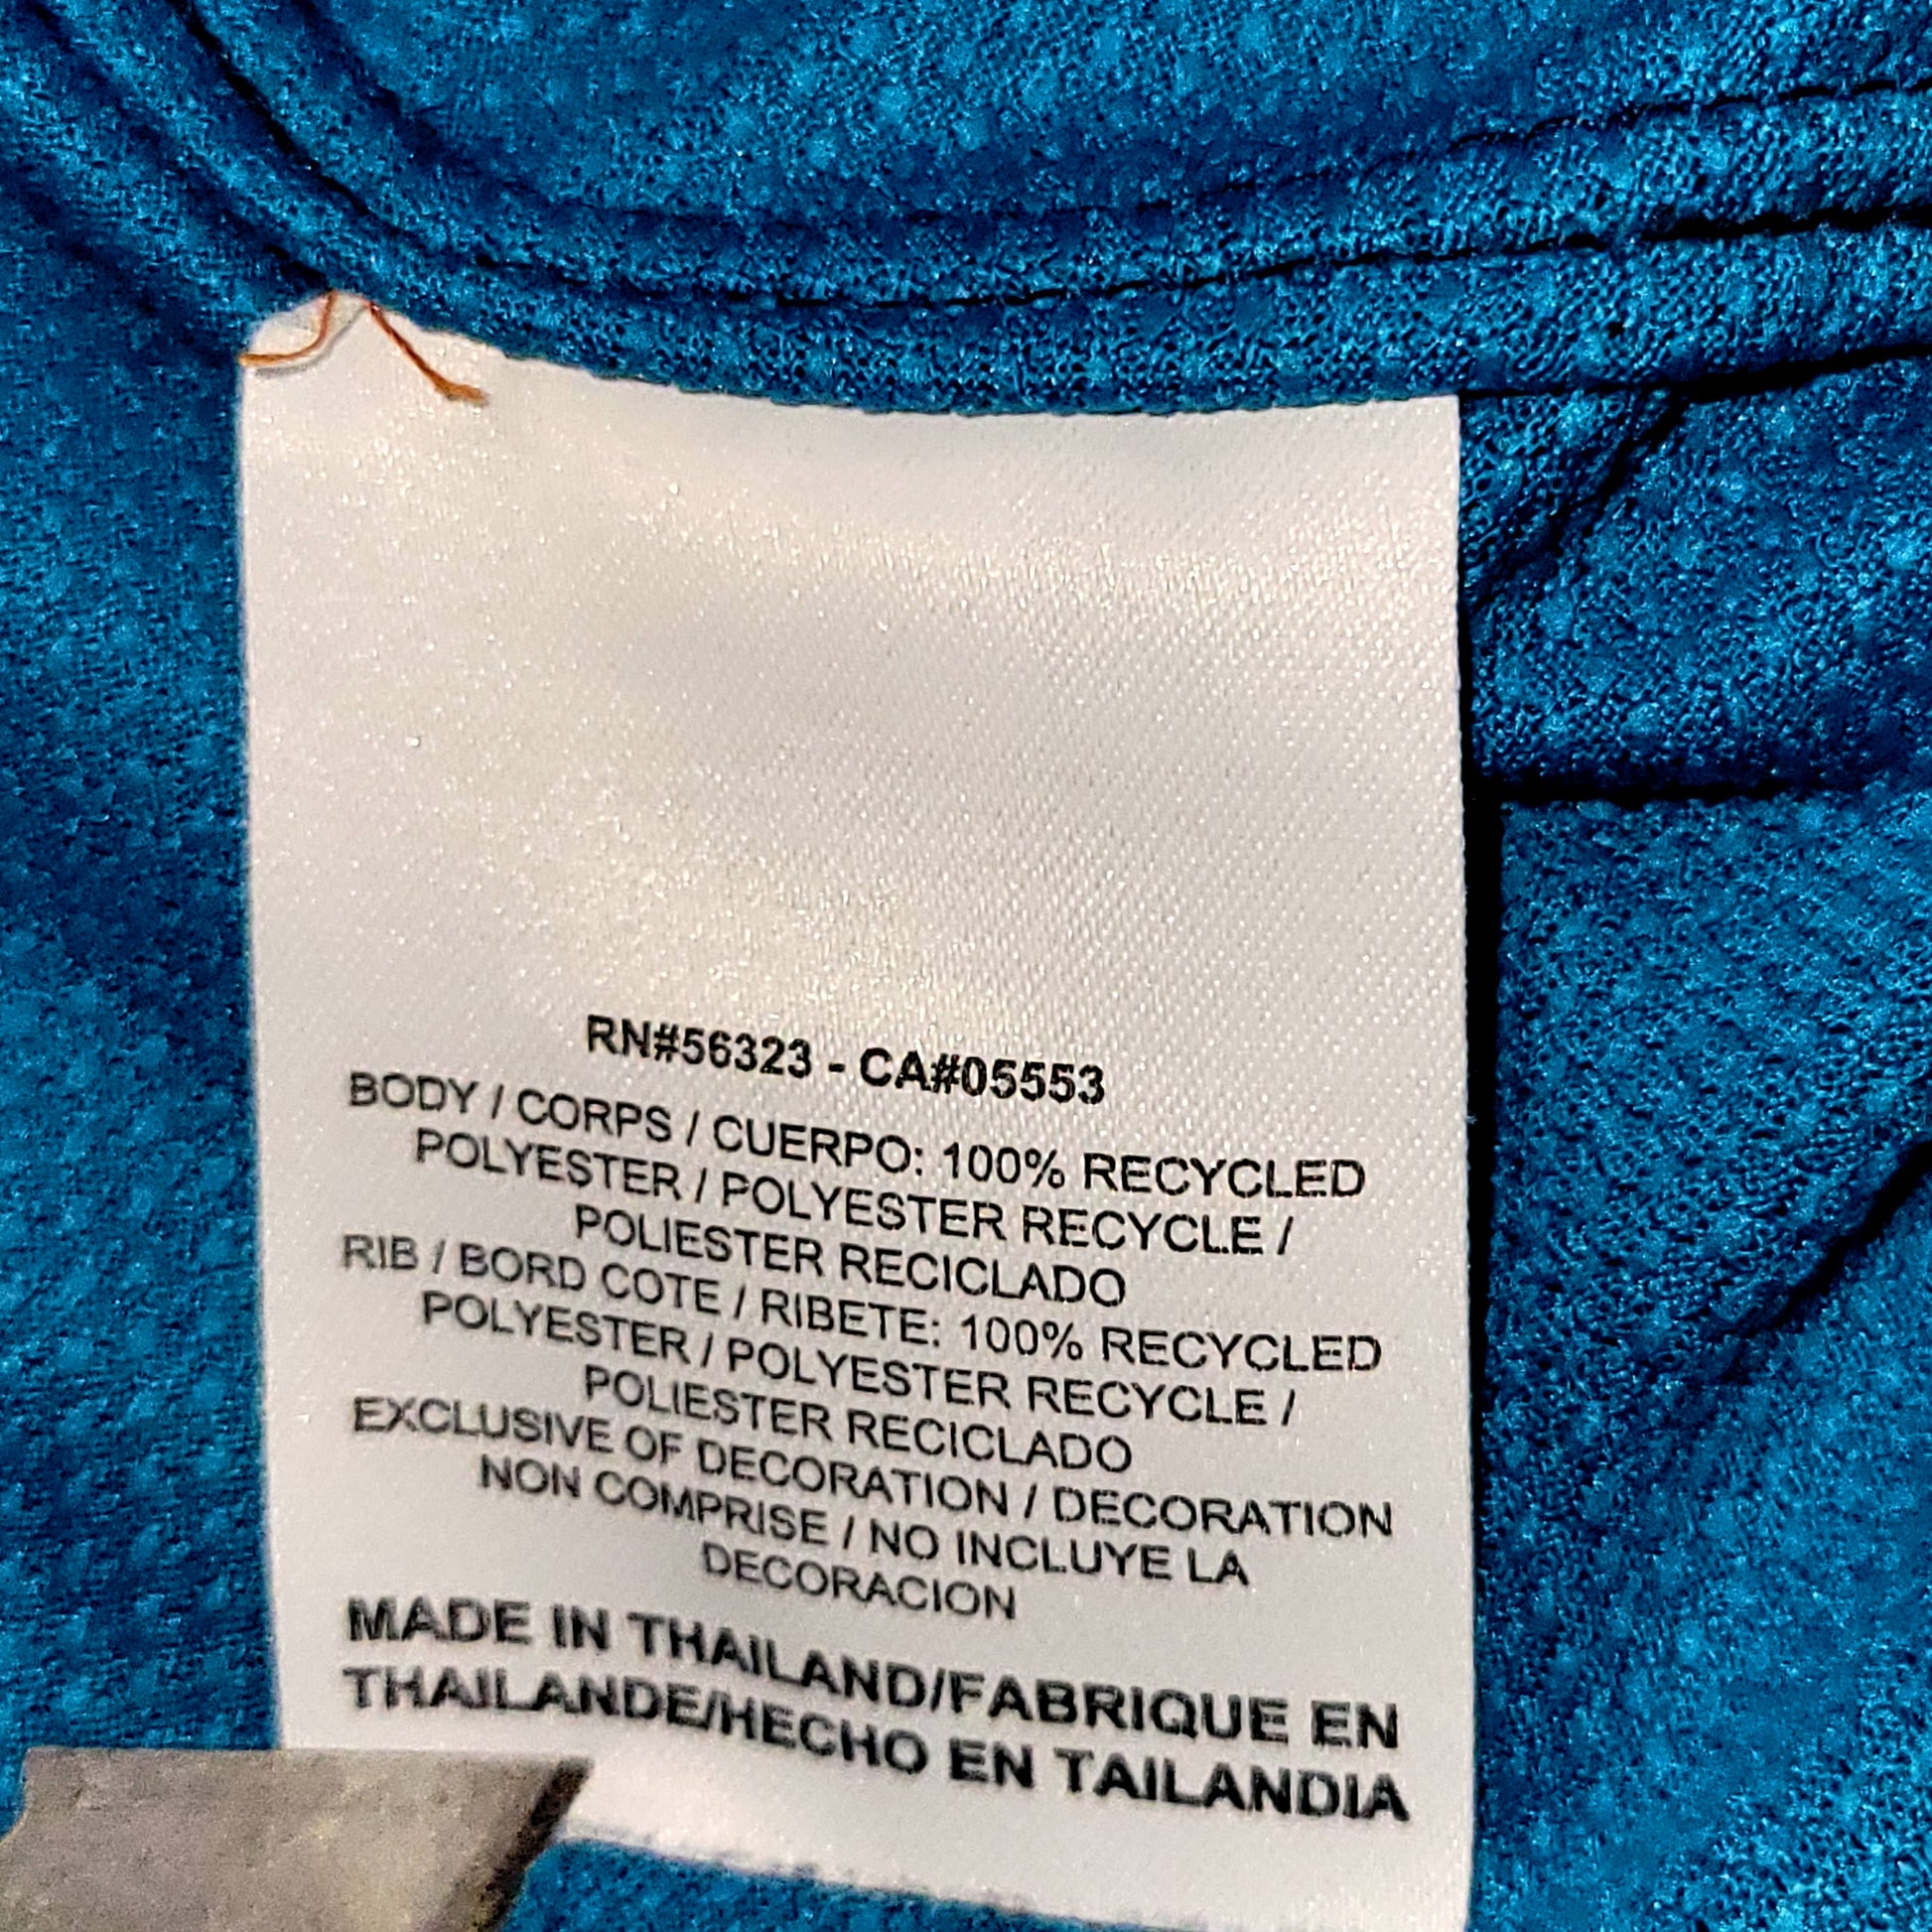 RN#56323 - CA#05553
BODY / CORPS / CUERPO: 100% RECYCLED
POLYESTER / POLYESTER RECYCLE /
POLIESTER RECICLADO
RIB / BORD COTE / RIBETE: 100% RECYCLED
POLYESTER / POLYESTER RECYCLE /
POLIESTER RECICLADO
EXCLUSIVE OF DECORATION / DECORATION
NON COMPRISE / NO INCLUYE LA
DECORACION
MADE IN THAILAND/FABRIQUE EN
THAILANDE/HECHO EN TAILANDIA